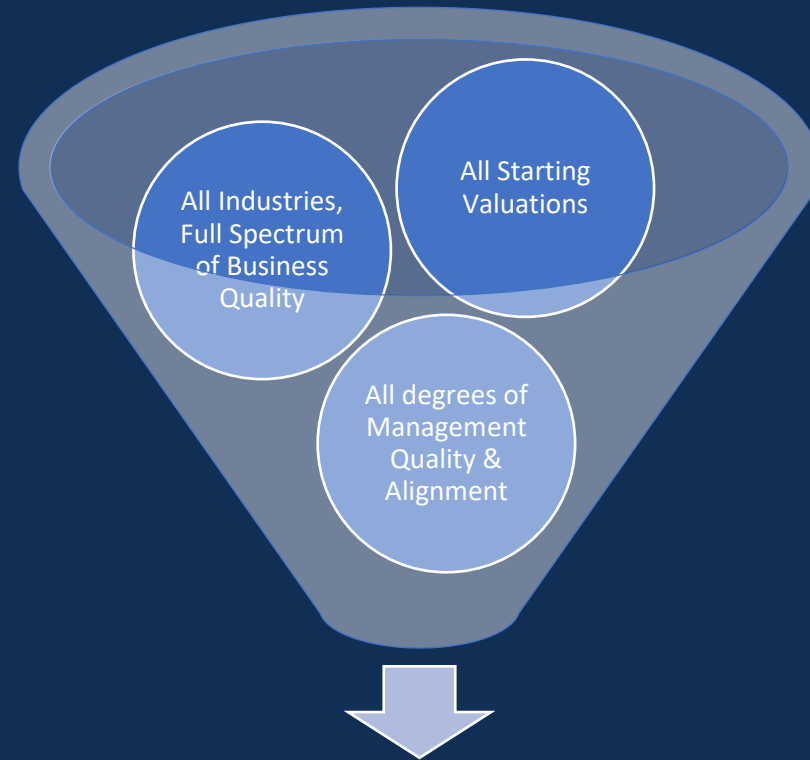 All Industries,
Full Spectrum
of Business
Quality
All Starting
Valuations
All degrees of
Management
Quality &
Alignment